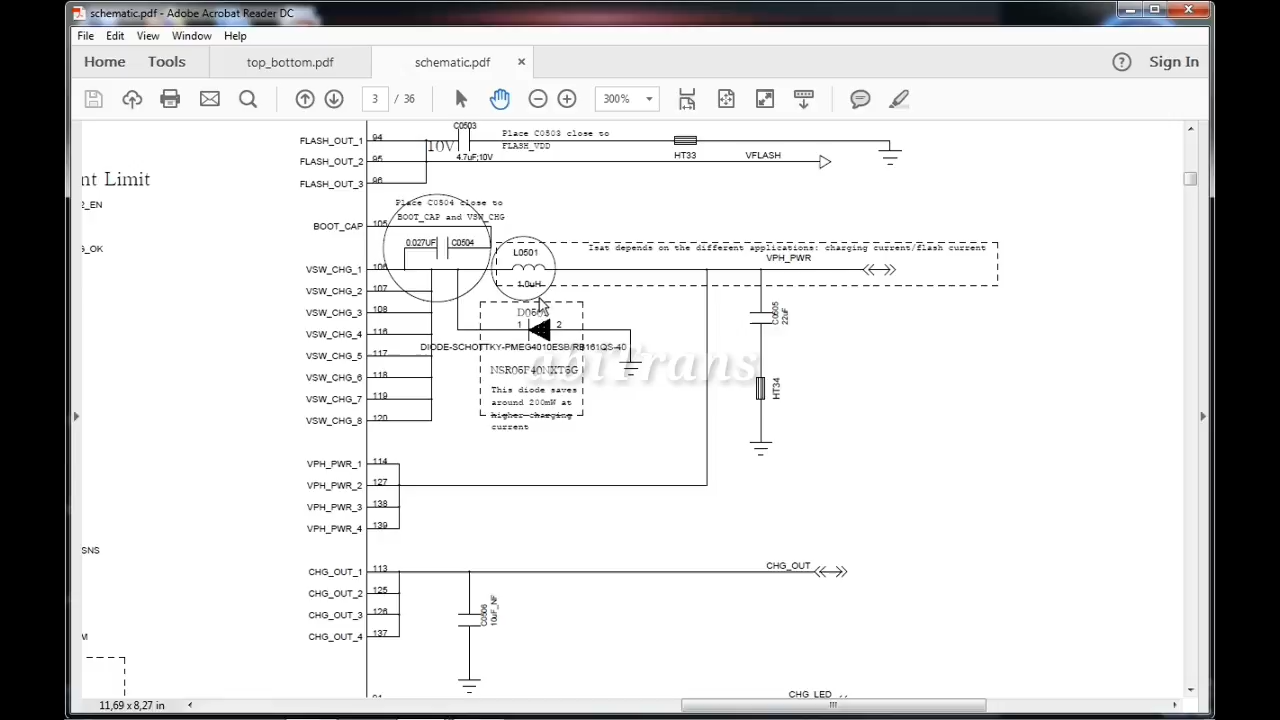 schematic.pdf - Adobe Acrobat Reader DC
File Edit View Window Help
Home Tools top_bottom.pdf schematic.pdf × ? Sign In
3 / 36 300%
FLASH_OUT_1 94 C0503 Place C0503 close to
10V FLASH_VDD
4.7uF;10V HT33 VFLASH
FLASH_OUT_2 95
FLASH_OUT_3 96
nt Limit
2_EN
Place C0504 close to
BOOT_CAP and VSW_CHG
BOOT_CAP 105
G_OK
0.027UF C0504 L0501 Isat depends on the different applications: charging current/flash current
VPH_PWR
VSW_CHG_1 106
1.0uH
VSW_CHG_2 107
VSW_CHG_3 108
1 2
C0505
22uF
VSW_CHG_4 116
DIODE-SCHOTTKY-PMEG4010ESB/RB161QS-40
VSW_CHG_5 117
abiTrans
NSR05F40NXT5G
VSW_CHG_6 118
This diode saves
around 200mW at
higher charging
current
HT34
VSW_CHG_7 119
VSW_CHG_8 120
VPH_PWR_1 114
VPH_PWR_2 127
VPH_PWR_3 138
VPH_PWR_4 139
SNS
CHG_OUT_1 113 CHG_OUT
CHG_OUT_2 125
CHG_OUT_3 126
C0506
10uF_NF
CHG_OUT_4 137
M
CHG_LED
11,69 x 8,27 in